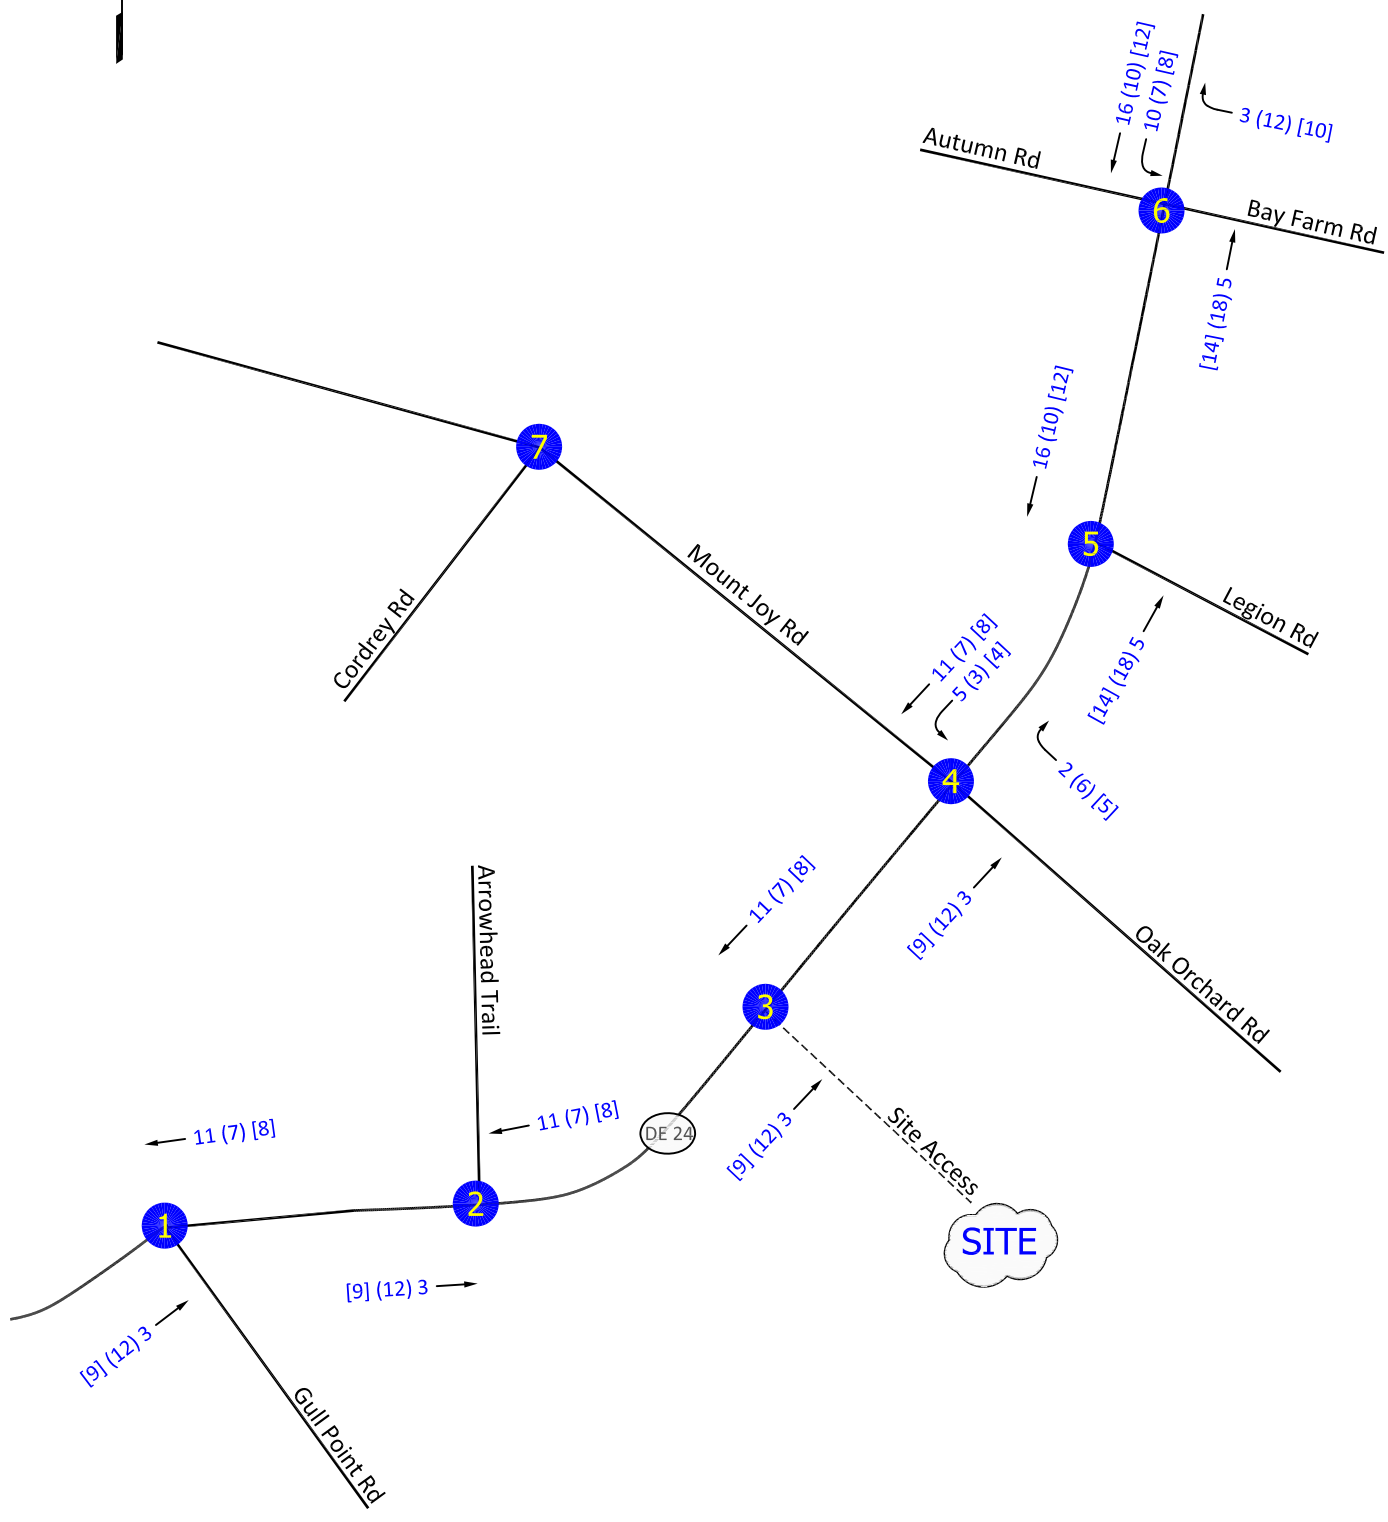 16 (10) [12]
10 (7) [8]
3 (12) [10]
Autumn Rd
6
Bay Farm Rd
[14] (18) 5
16 (10) [12]
7
5
Mount Joy Rd
Legion Rd
Cordrey Rd
11 (7) [8]
5 (3) [4]
[14] (18) 5
4
2 (6) [5]
11 (7) [8]
[9] (12) 3
Arrowhead Trail
Oak Orchard Rd
3
11 (7) [8]
11 (7) [8]
DE 24
[9] (12) 3
Site Access
2
1
SITE
[9] (12) 3
[9] (12) 3
Gull Point Rd